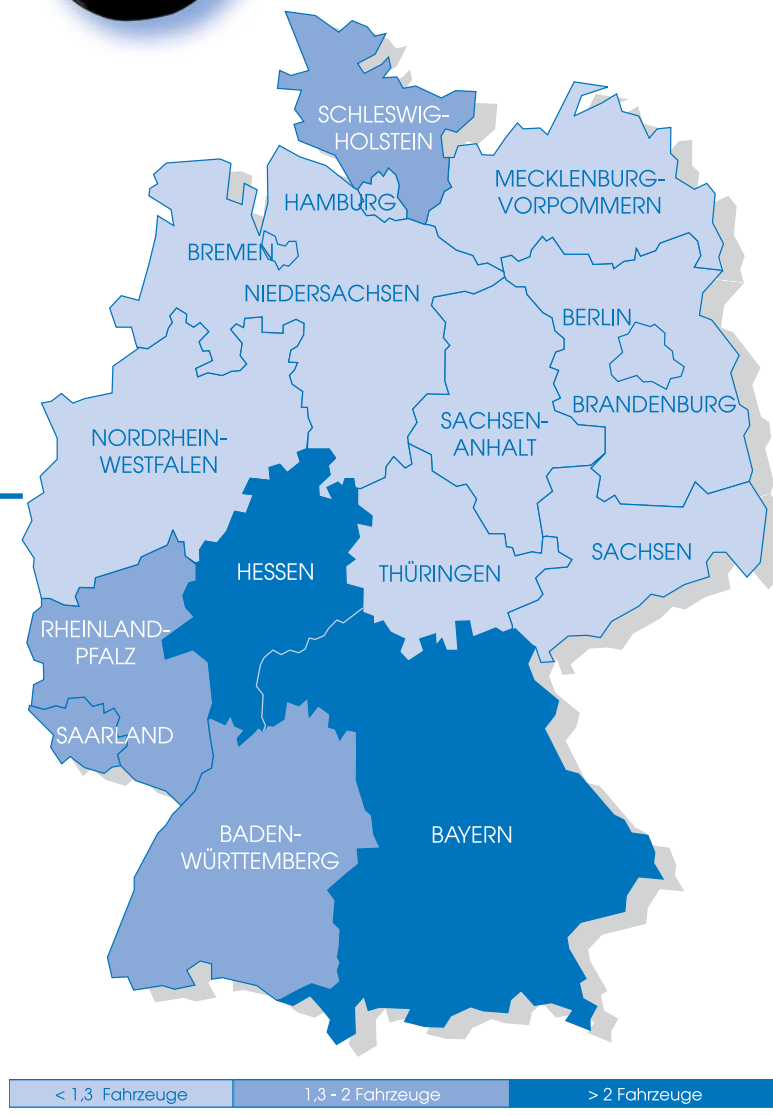 SCHLESWIG-
HOLSTEIN
MECKLENBURG-
VORPOMMERN
HAMBURG
BREMEN
NIEDERSACHSEN
BERLIN
BRANDENBURG
SACHSEN-
ANHALT
NORDRHEIN-
WESTFALEN
HESSEN
THÜRINGEN
SACHSEN
RHEINLAND-
PFALZ
SAARLAND
BADEN-
WÜRTTEMBERG
BAYERN
< 1,3 Fahrzeuge
1,3 - 2 Fahrzeuge
> 2 Fahrzeuge